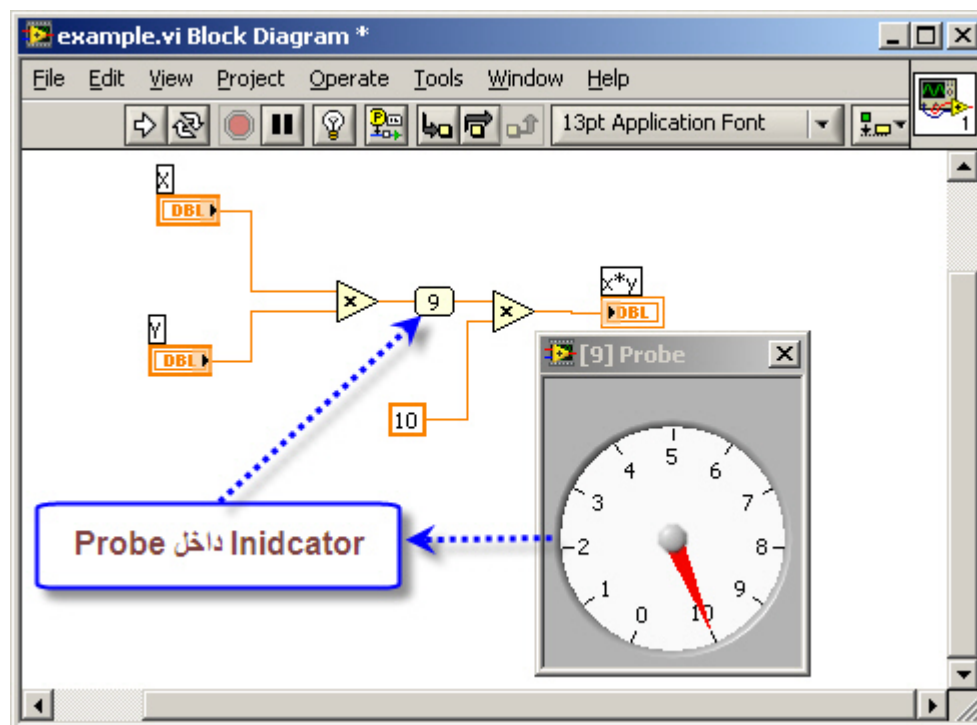 example.vi Block Diagram *
File Edit View Project Operate Tools Window Help
13pt Application Font
1
X
DBL
Y
DBL
×
9
×
x*y
DBL
10
[9] Probe
0
1
2
3
4
5
6
7
8
9
10
Inidcator داخل Probe